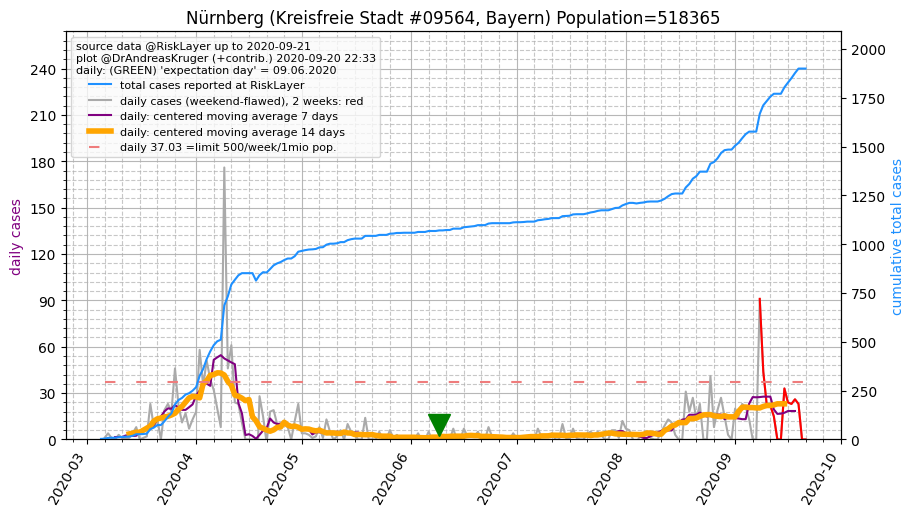 Nürnberg (Kreisfreie Stadt #09564, Bayern) Population=518365
source data @RiskLayer up to 2020-09-21
plot @DrAndreasKruger (+contrib.) 2020-09-20 22:33
daily: (GREEN) 'expectation day' = 09.06.2020
total cases reported at RiskLayer
daily cases (weekend-flawed), 2 weeks: red
daily: centered moving average 7 days
daily: centered moving average 14 days
daily 37.03 =limit 500/week/1mio pop.
daily cases
240
210
180
150
120
90
60
30
0
cumulative total cases
2000
1750
1500
1250
1000
750
500
250
0
2020-03
2020-04
2020-05
2020-06
2020-07
2020-08
2020-09
2020-10